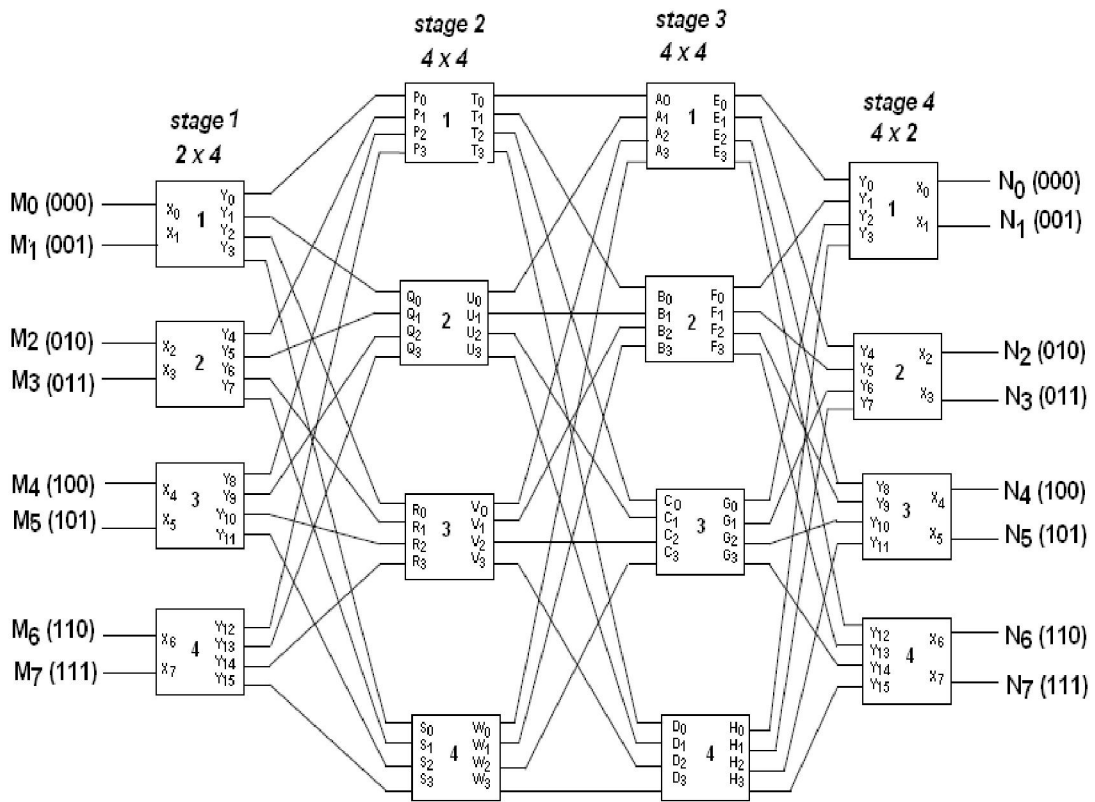 stage 2
4 x 4
stage 3
4 x 4
stage 1
2 x 4
stage 4
4 x 2
P0 T0
P1 T1
P2 T2
P3 T3
1
A0 E0
A1 E1
A2 E2
A3 E3
1
M0 (000)
M1 (001)
X0 Y0
X1 Y1
Y2
Y3
1
Y0 X0
Y1
Y2 X1
Y3
1
N0 (000)
N1 (001)
Q0 U0
Q1 U1
Q2 U2
Q3 U3
2
B0 F0
B1 F1
B2 F2
B3 F3
2
M2 (010)
M3 (011)
X2 Y4
X3 Y5
Y6
Y7
2
Y4 X2
Y5
Y6 X3
Y7
2
N2 (010)
N3 (011)
M4 (100)
M5 (101)
X4 Y8
X5 Y9
Y10
Y11
3
R0 V0
R1 V1
R2 V2
R3 V3
3
C0 G0
C1 G1
C2 G2
C3 G3
3
Y8 X4
Y9
Y10 X5
Y11
3
N4 (100)
N5 (101)
M6 (110)
M7 (111)
X6 Y12
X7 Y13
Y14
Y15
4
Y12 X6
Y13
Y14 X7
Y15
4
N6 (110)
N7 (111)
S0 W0
S1 W1
S2 W2
S3 W3
4
D0 H0
D1 H1
D2 H2
D3 H3
4